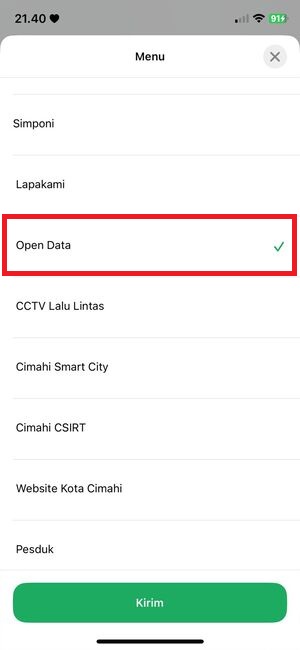 21.40
91
Menu
Simponi
Lapakami
Open Data
CCTV Lalu Lintas
Cimahi Smart City
Cimahi CSIRT
Website Kota Cimahi
Pesduk
Kirim